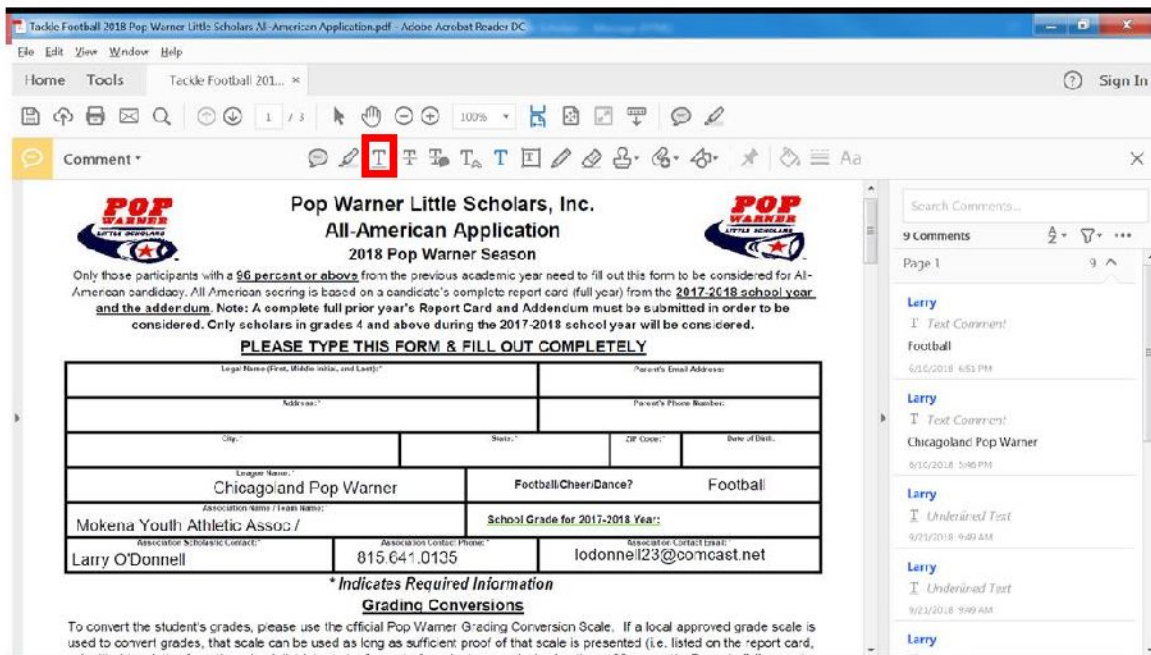 Tackle Football 2018 Pop Warner Little Scholars All-American Application.pdf - Adobe Acrobat Reader DC
File Edit View Window Help
Home Tools Tackle Football 201... ×
? Sign In
1 / 3 100%
Comment
Aa
POP WARNER LITTLE SCHOLARS
Pop Warner Little Scholars, Inc.
POP WARNER LITTLE SCHOLARS
All-American Application
2018 Pop Warner Season
Only those participants with a 96 percent or above from the previous academic year need to fill out this form to be considered for All-
American candidacy. All American scoring is based on a candidate's complete report card (full year) from the 2017-2018 school year
and the addendum. Note: A complete full prior year's Report Card and Addendum must be submitted in order to be
considered. Only scholars in grades 4 and above during the 2017-2018 school year will be considered.
PLEASE TYPE THIS FORM & FILL OUT COMPLETELY
Legal Name (First, Middle Initial, and Last):*
Parent's Email Address:
Address:*
Parent's Phone Number:
City:*
State:*
ZIP Code:*
Date of Birth:
League Name:*
Chicagoland Pop Warner
Football/Cheer/Dance?
Football
Association Name / Team Name:*
Mokena Youth Athletic Assoc /
School Grade for 2017-2018 Year:
Association Scholastic Contact:*
Larry O'Donnell
Association Contact Phone:*
815.641.0135
Association Contact Email:*
lodonnell23@comcast.net
* Indicates Required Information
Grading Conversions
To convert the student's grades, please use the official Pop Warner Grading Conversion Scale. If a local approved grade scale is
used to convert grades, that scale can be used as long as sufficient proof of that scale is presented (i.e. listed on the report card,
Search Comments...
9 Comments
Page 1 9
Larry
Text Comment
Football
6/10/2018 6:51 PM
Larry
Text Comment
Chicagoland Pop Warner
6/10/2018 5:46 PM
Larry
Underlined Text
9/21/2018 9:49 AM
Larry
Underlined Text
9/21/2018 9:49 AM
Larry